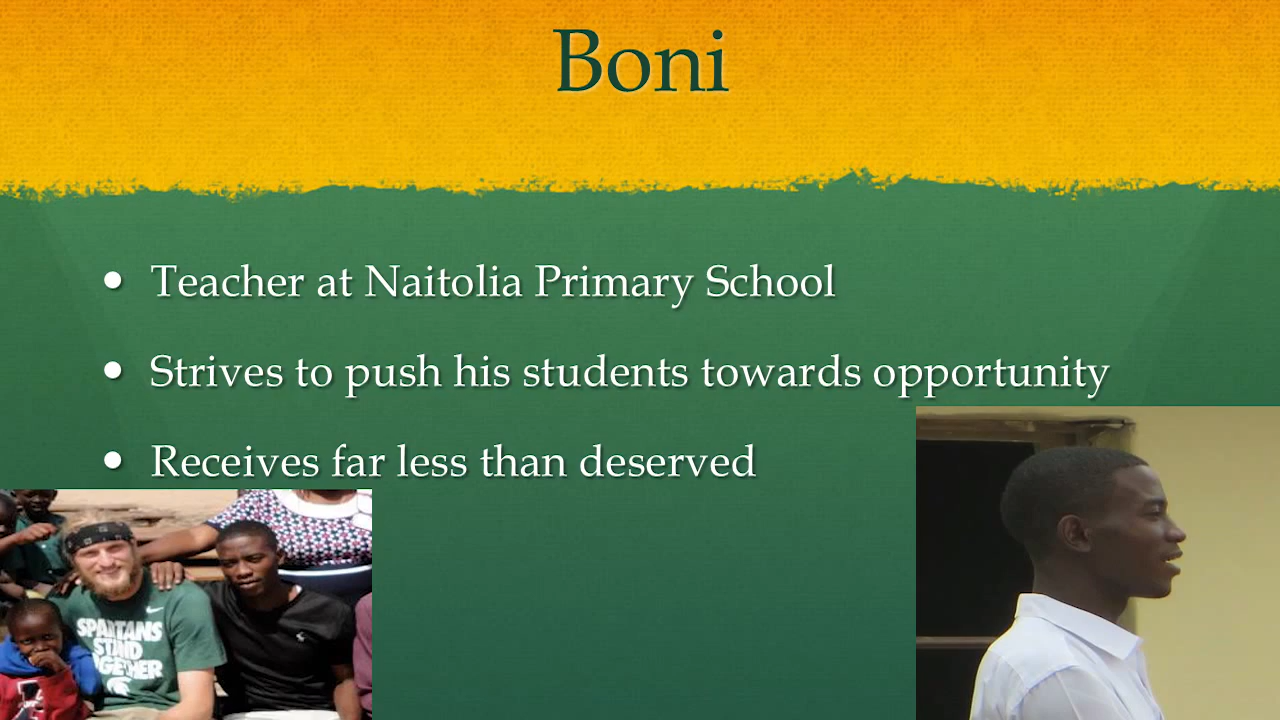 Boni
• Teacher at Naitolia Primary School
• Strives to push his students towards opportunity
• Receives far less than deserved
SPARTANS
STAND
TOGETHER